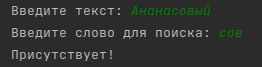 Введите текст: Ананасовый
Введите слово для поиска: сов
Присутствует!